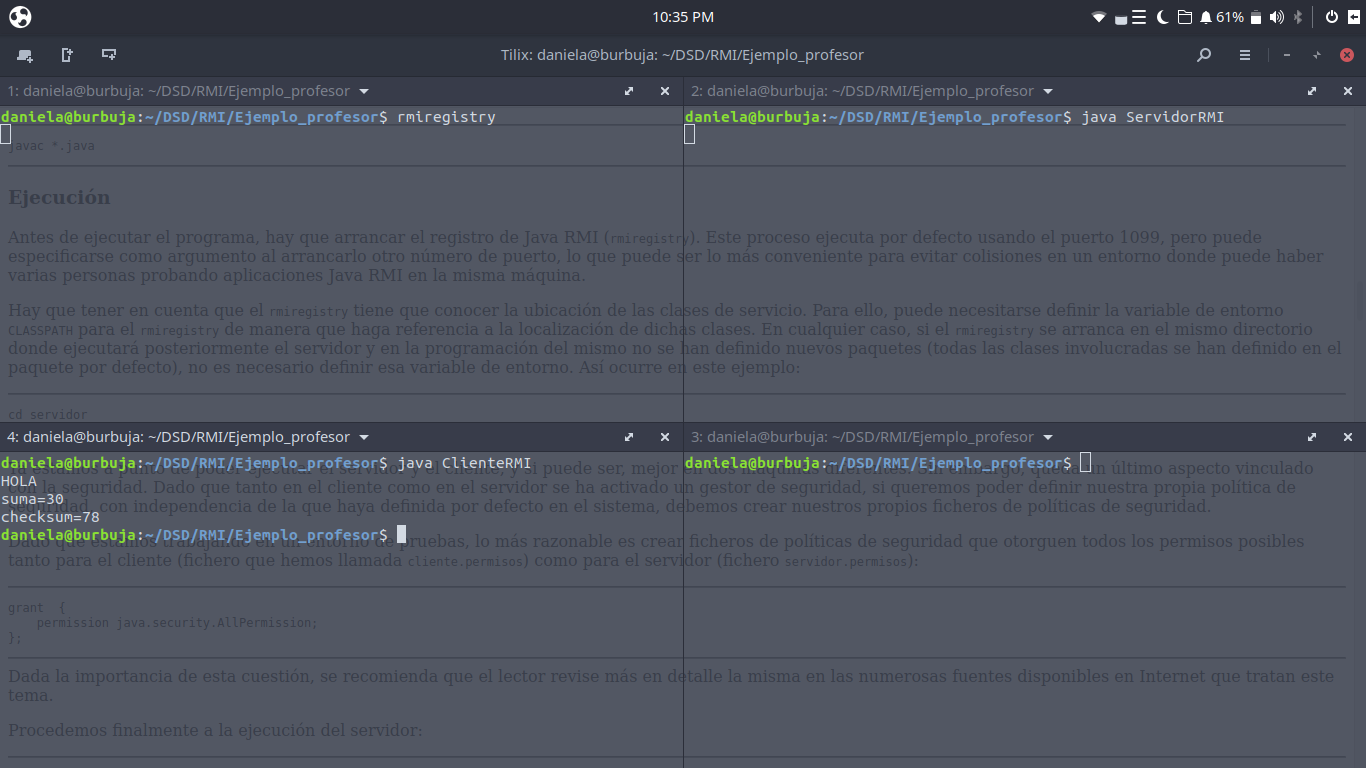 10:35 PM
61%
Tilix: daniela@burbuja: ~/DSD/RMI/Ejemplo_profesor
1: daniela@burbuja: ~/DSD/RMI/Ejemplo_profesor
2: daniela@burbuja: ~/DSD/RMI/Ejemplo_profesor
daniela@burbuja:~/DSD/RMI/Ejemplo_profesor$ rmiregistry
daniela@burbuja:~/DSD/RMI/Ejemplo_profesor$ java ServidorRMI
javac *.java
Ejecución
Antes de ejecutar el programa, hay que arrancar el registro de Java RMI (rmiregistry). Este proceso ejecuta por defecto usando el puerto 1099, pero puede
especificarse como argumento al arrancarlo otro número de puerto, lo que puede ser lo más conveniente para evitar colisiones en un entorno donde puede haber
varias personas probando aplicaciones Java RMI en la misma máquina.
Hay que tener en cuenta que el rmiregistry tiene que conocer la ubicación de las clases de servicio. Para ello, puede necesitarse definir la variable de entorno
CLASSPATH para el rmiregistry de manera que haga referencia a la localización de dichas clases. En cualquier caso, si el rmiregistry se arranca en el mismo directorio
donde ejecutará posteriormente el servidor y en la programación del mismo no se han definido nuevos paquetes (todas las clases involucradas se han definido en el
paquete por defecto), no es necesario definir esa variable de entorno. Así ocurre en este ejemplo:
cd servidor
4: daniela@burbuja: ~/DSD/RMI/Ejemplo_profesor
3: daniela@burbuja: ~/DSD/RMI/Ejemplo_profesor
daniela@burbuja:~/DSD/RMI/Ejemplo_profesor$ java ClienteRMI
daniela@burbuja:~/DSD/RMI/Ejemplo_profesor$
un último aspecto vinculado
HOLA
la seguridad. Dado que tanto en el cliente como en el servidor se ha activado un gestor de seguridad, si queremos poder definir nuestra propia política de
suma=30
con independencia de la que haya definido por defecto en el sistema, debemos crear nuestros propios ficheros de políticas de seguridad.
checksum=78
daniela@burbuja:~/DSD/RMI/Ejemplo_profesor$
Dado que estamos trabajando en un entorno de pruebas, lo más razonable es crear ficheros de políticas de seguridad que otorguen todos los permisos posibles
tanto para el cliente (fichero que hemos llamada cliente.permisos) como para el servidor (fichero servidor.permisos):
grant {
permission java.security.AllPermission;
};
Dada la importancia de esta cuestión, se recomienda que el lector revise más en detalle la misma en las numerosas fuentes disponibles en Internet que tratan este
tema.
Procedemos finalmente a la ejecución del servidor: